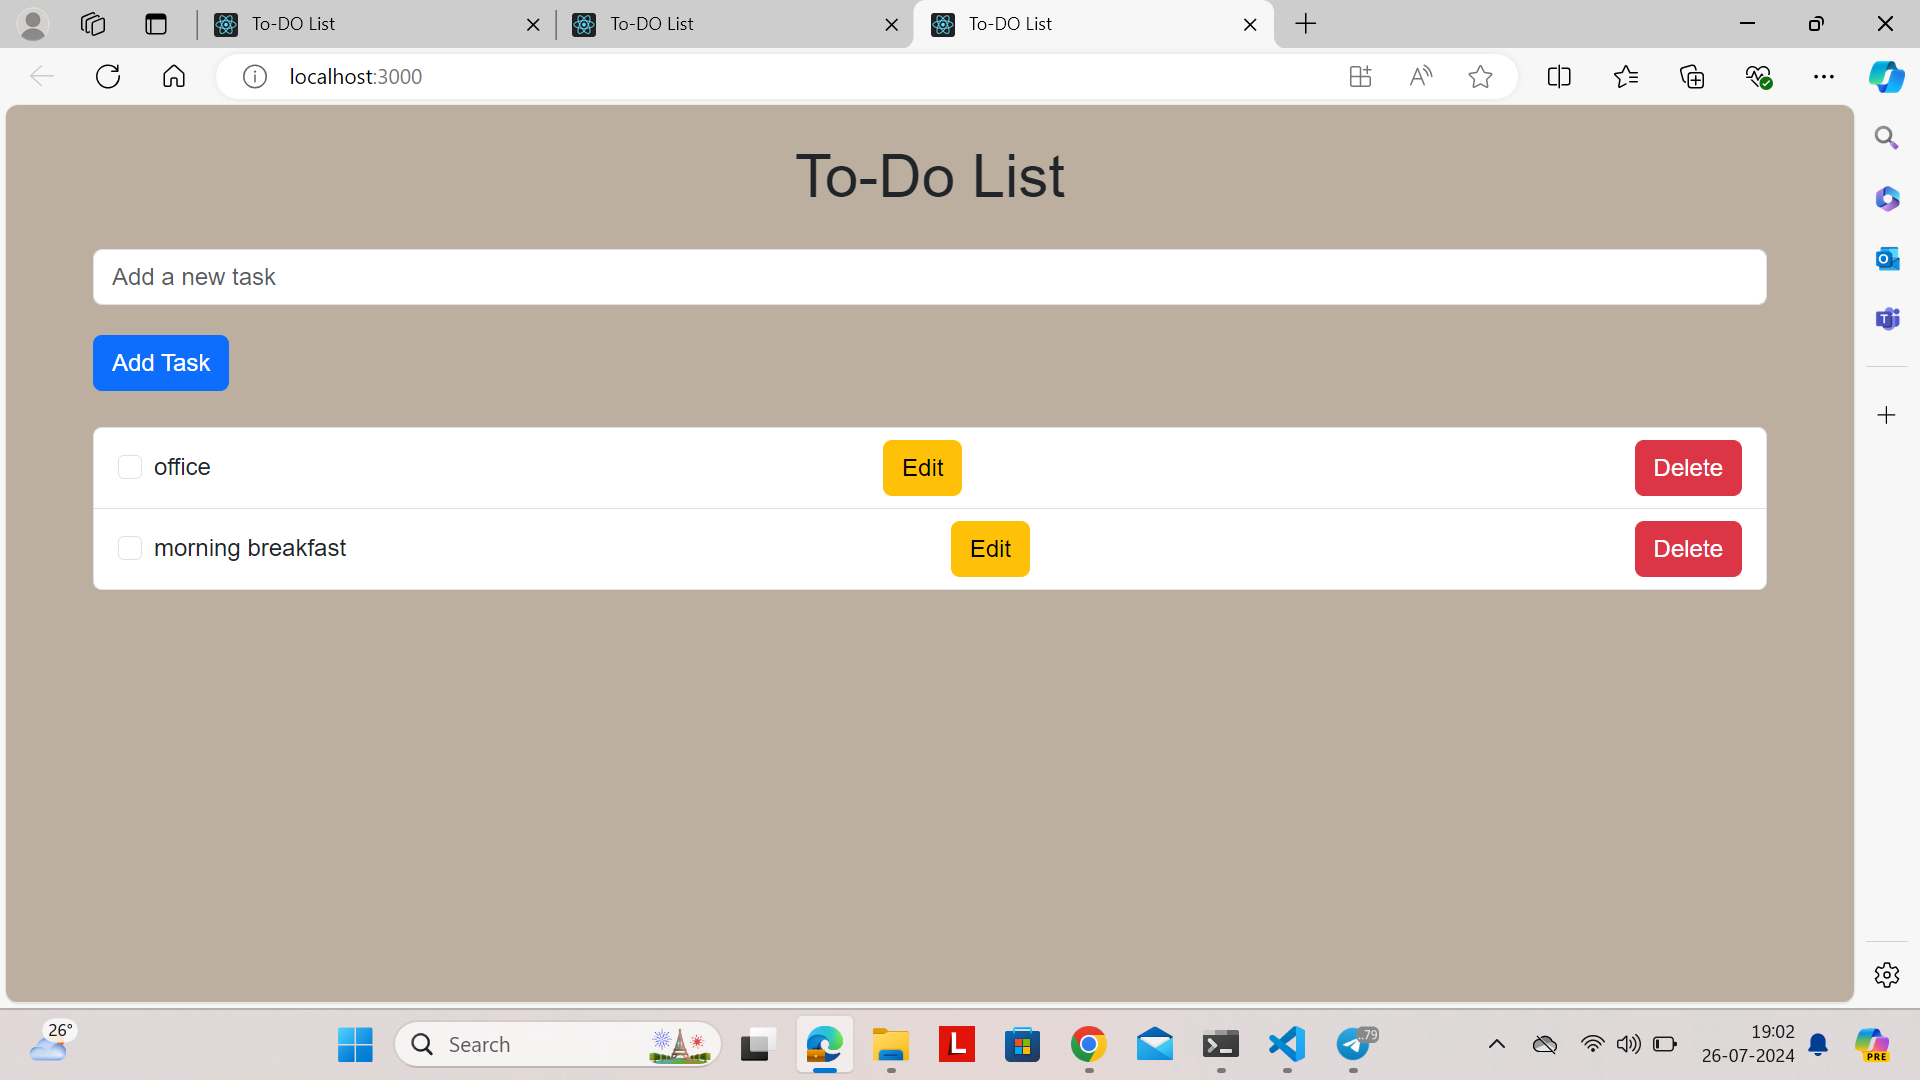 To-DO List
To-DO List
To-DO List
localhost:3000
To-Do List
Add a new task
Add Task
office
Edit
Delete
morning breakfast
Edit
Delete
26°
Search
L
..79
19:02
26-07-2024
PRE